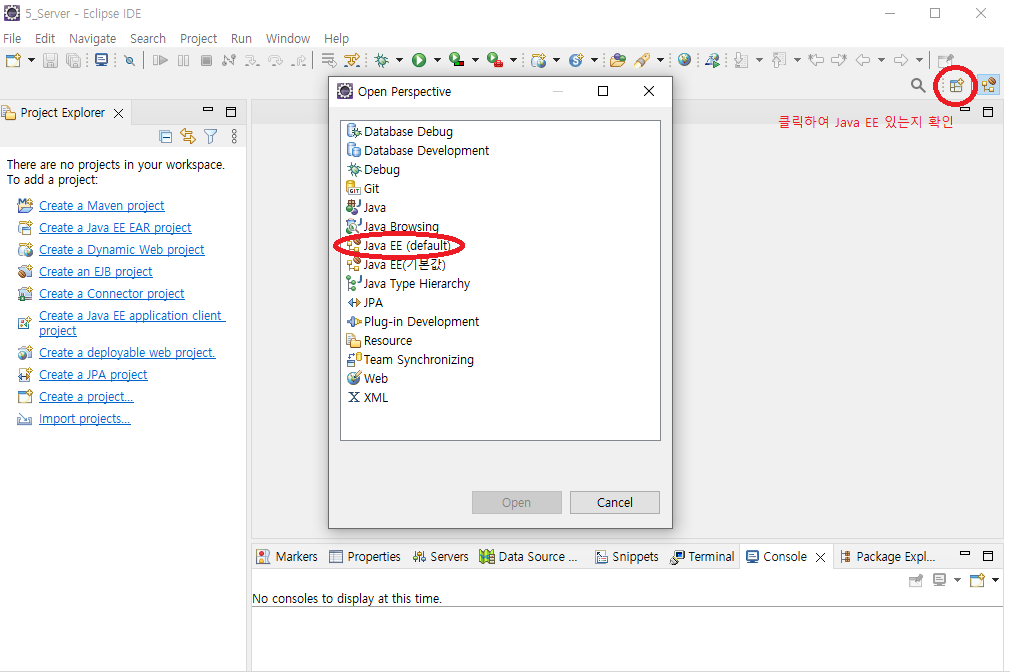 5_Server - Eclipse IDE
File Edit Navigate Search Project Run Window Help
클릭하여 Java EE 있는지 확인
Project Explorer
There are no projects in your workspace.
To add a project:
Create a Maven project
Create a Java EE EAR project
Create a Dynamic Web project
Create an EJB project
Create a Connector project
Create a Java EE application client
project
Create a deployable web project.
Create a JPA project
Create a project...
Import projects...
Open Perspective
Database Debug
Database Development
Debug
Git
Java
Java Browsing
Java EE (default)
Java EE(기본값)
Java Type Hierarchy
JPA
Plug-in Development
Resource
Team Synchronizing
Web
XML
Open Cancel
Markers Properties Servers Data Source ... Snippets Terminal Console Package Expl...
No consoles to display at this time.